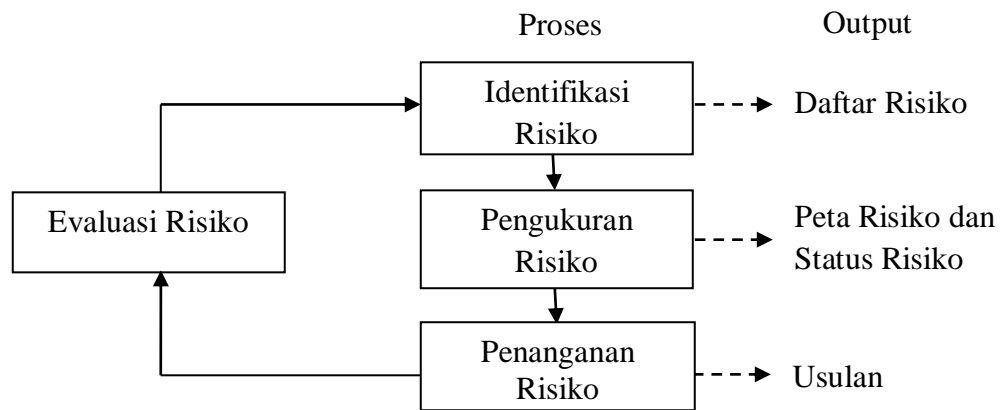 Proses
Output
Identifikasi
Risiko
Daftar Risiko
Evaluasi Risiko
Pengukuran
Risiko
Peta Risiko dan
Status Risiko
Penanganan
Risiko
Usulan